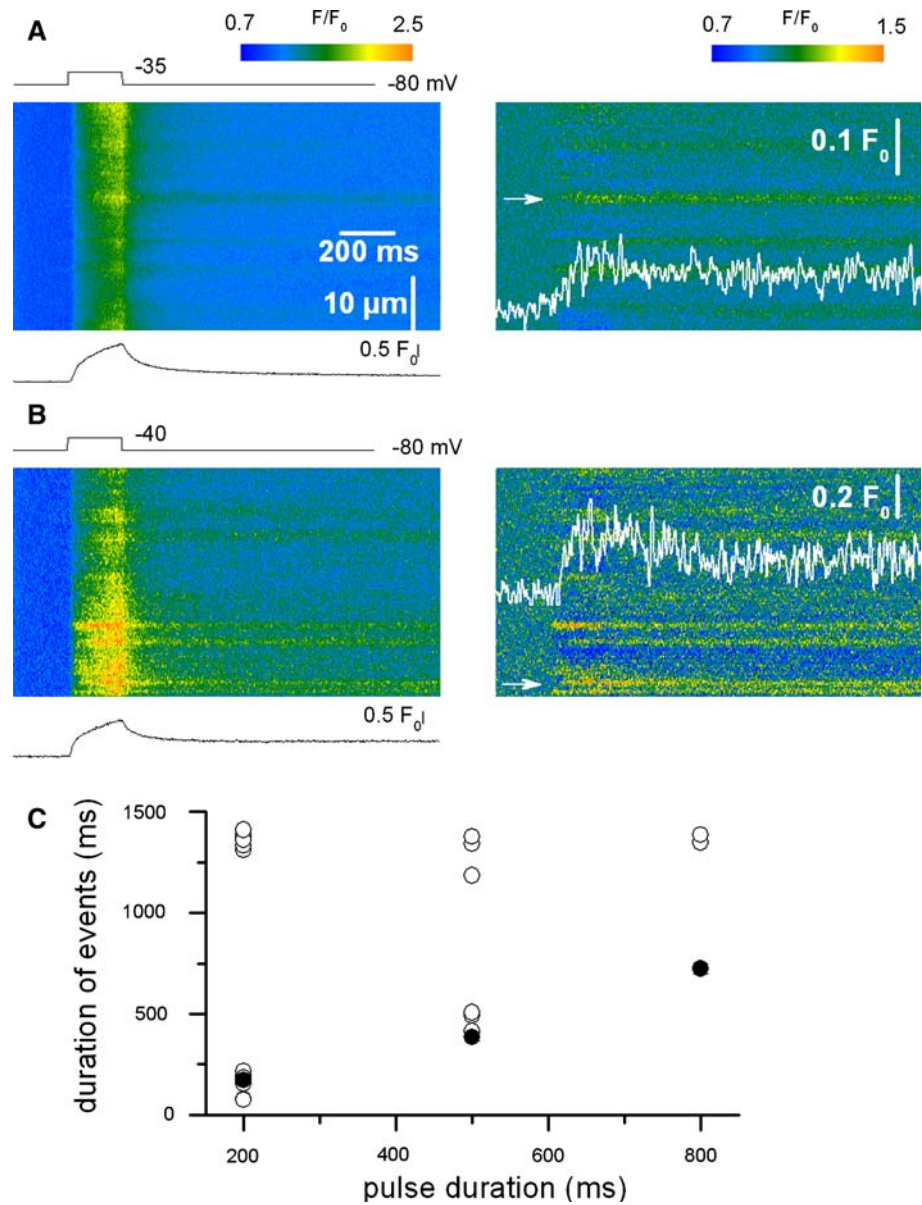 A
0.7 F/F₀ 2.5
0.7 F/F₀ 1.5
-35
-80 mV
0.1 F₀
200 ms
10 µm
0.5 F₀
B
-40
-80 mV
0.2 F₀
0.5 F₀
C
1500
1000
500
0
duration of events (ms)
200 400 600 800
pulse duration (ms)